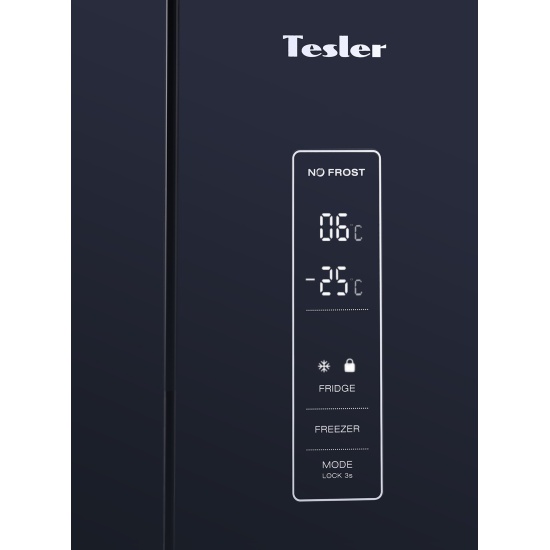 Tesler
NO FROST
06°C
-25°C
FRIDGE
FREEZER
MODE
LOCK 3s